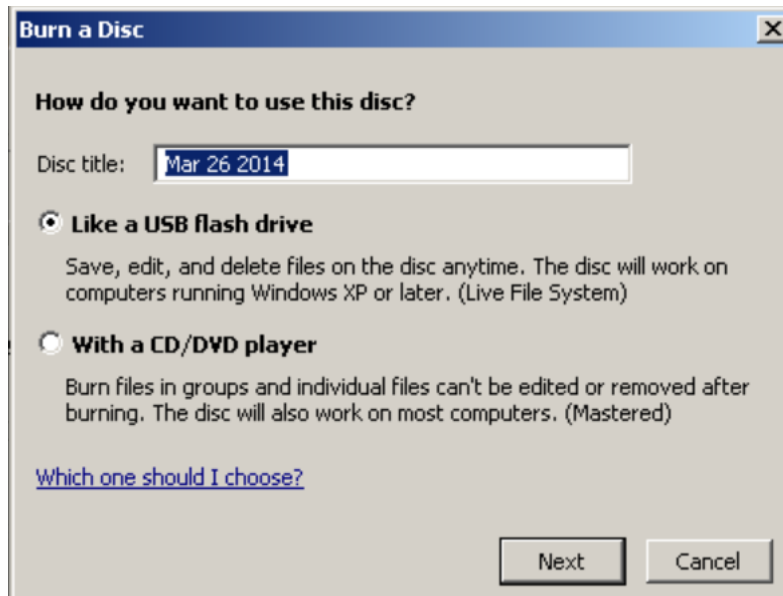 Burn a Disc
How do you want to use this disc?
Disc title: Mar 26 2014
Like a USB flash drive
Save, edit, and delete files on the disc anytime. The disc will work on
computers running Windows XP or later. (Live File System)
With a CD/DVD player
Burn files in groups and individual files can't be edited or removed after
burning. The disc will also work on most computers. (Mastered)
Which one should I choose?
Next Cancel